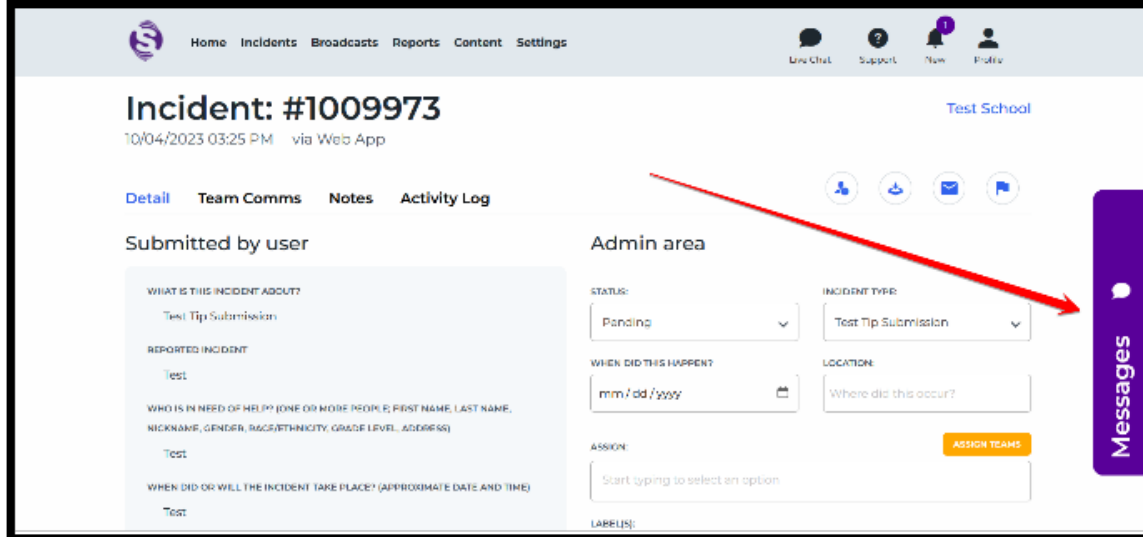 S
Home Incidents Broadcasts Reports Content Settings
1
Live Chat Support New Profile
Incident: #1009973
Test School
10/04/2023 03:25 PM via Web App
Detail Team Comms Notes Activity Log
Submitted by user
Admin area
WHAT IS THIS INCIDENT ABOUT?
Test Tip Submission
REPORTED INCIDENT
Test
WHO IS IN NEED OF HELP? (ONE OR MORE PEOPLE; FIRST NAME, LAST NAME,
NICKNAME, GENDER, RACE/ETHNICITY, GRADE LEVEL, ADDRESS)
Test
WHEN DID OR WILL THE INCIDENT TAKE PLACE? (APPROXIMATE DATE AND TIME)
Test
STATUS:
Pending
INCIDENT TYPE:
Test Tip Submission
WHEN DID THIS HAPPEN?
mm/dd/yyyy
LOCATION:
Where did this occur?
ASSIGN:
ASSIGN TEAMS
Start typing to select an option
LABEL(S):
Messages